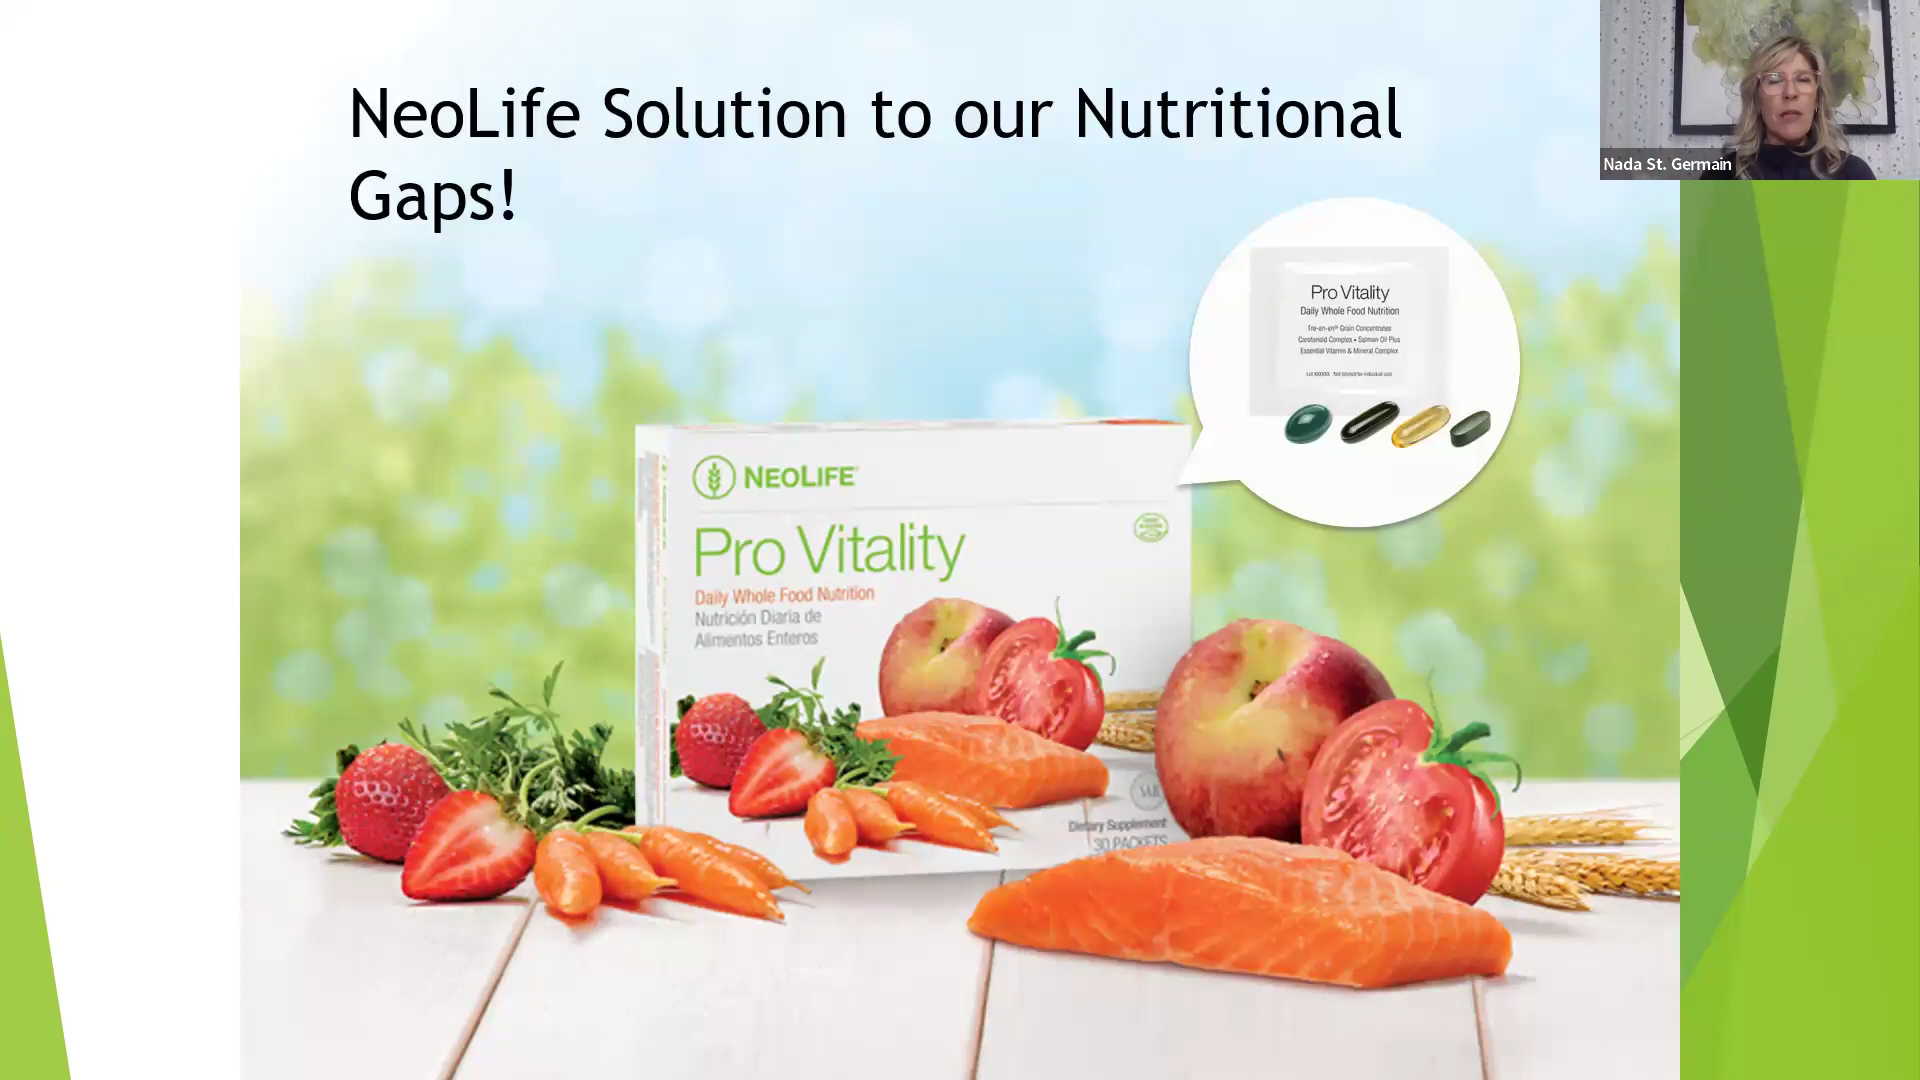 NeoLife Solution to our Nutritional
Gaps!
Nada St. Germain
Pro Vitality
Daily Whole Food Nutrition
Tre-en-en® Grain Concentrates
Carotenoid Complex • Salmon Oil Plus
Essential Vitamin & Mineral Complex
NEOLIFE
Pro Vitality
Daily Whole Food Nutrition
Nutrición Diaria de
Alimentos Enteros
SAB
Dietary Supplement
30 PACKETS